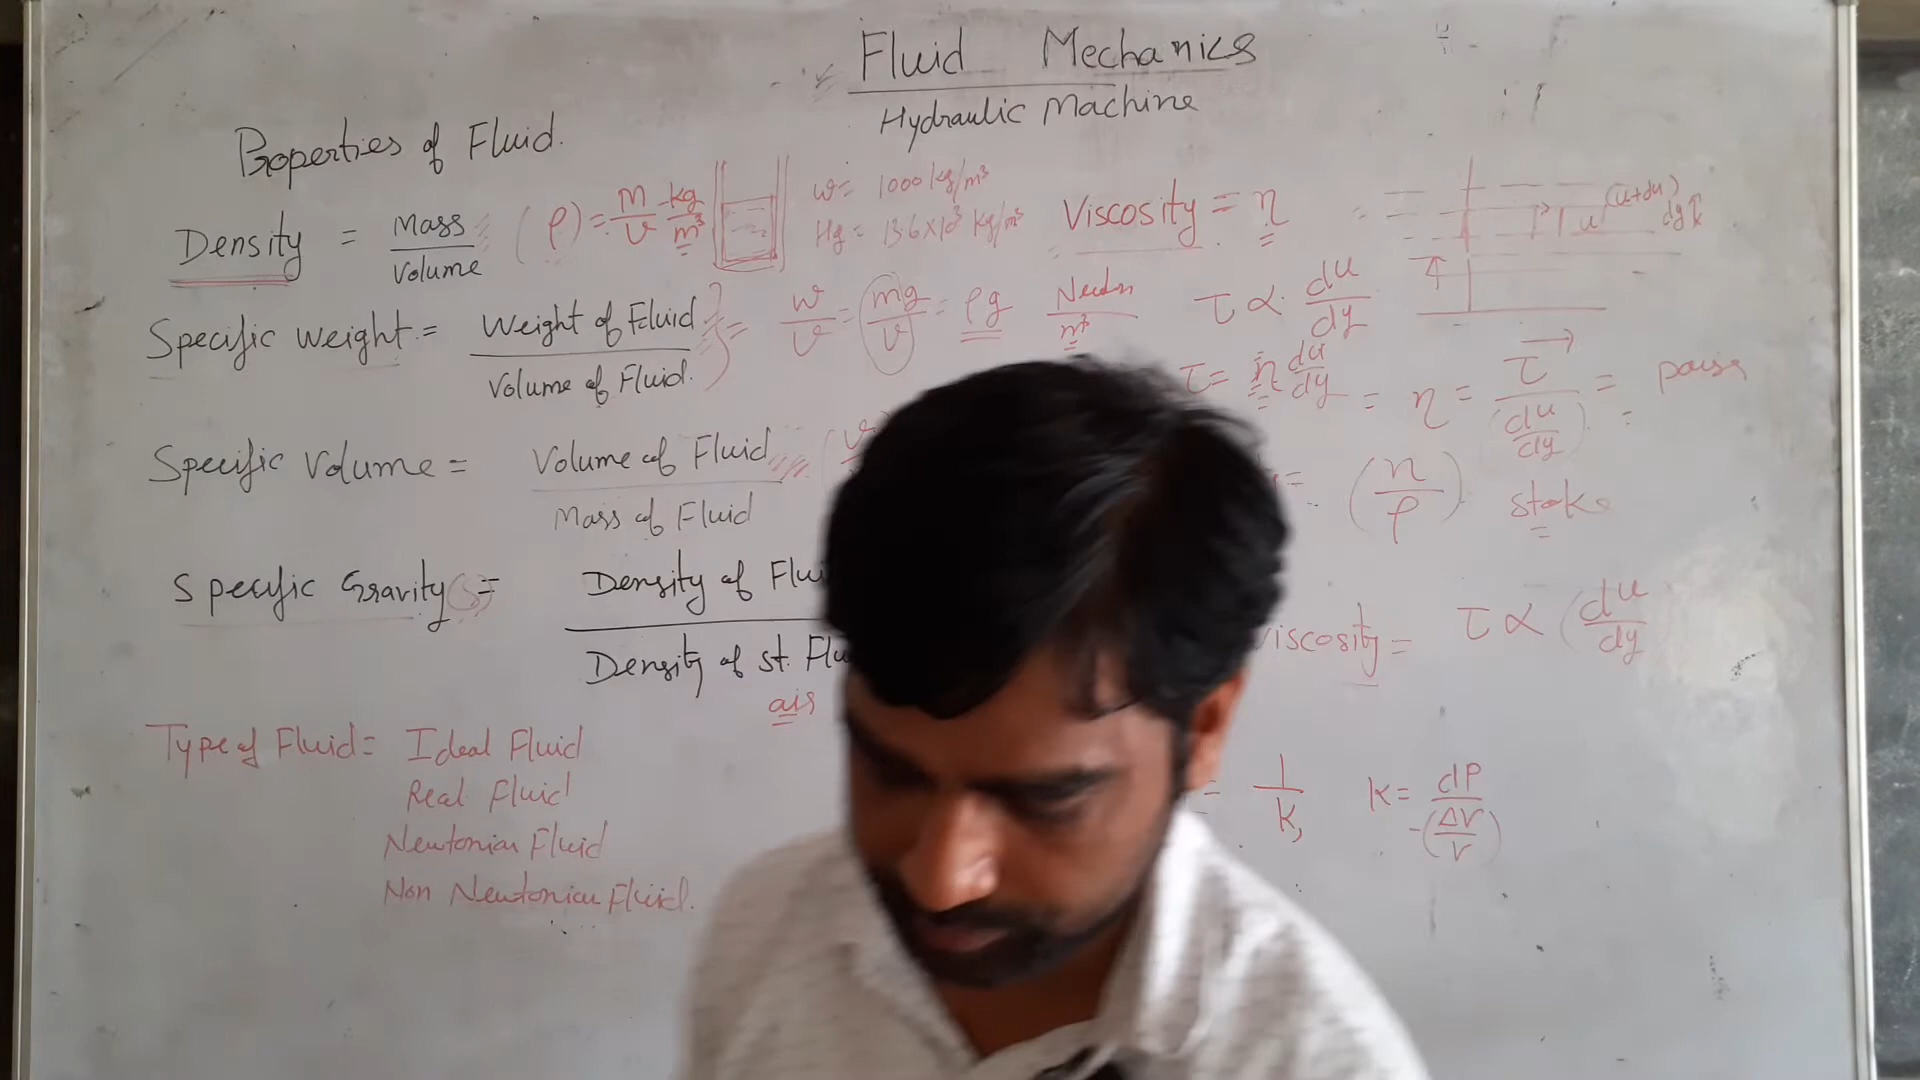 Fluid Mechanics
Hydraulic Machine
Properties of Fluid.
Density = Mass / Volume (ρ) = M/v kg/m³
w = 1000 kg/m³
Hg = 13.6×10³ kg/m³
Specific weight = Weight of Fluid / Volume of Fluid. = w/v = mg/v = ρg Newton/m³
Specific Volume = Volume of Fluid / Mass of Fluid
Specific Gravity (s) = Density of Flui / Density of st. Flu
air
Type of Fluid = Ideal Fluid
Real Fluid
Newtonian Fluid
Non Newtonian Fluid.
Viscosity = η
u (u+du) dy
τ ∝ du/dy
τ = η du/dy = η = τ / (du/dy) =
= (η/ρ) stoke
viscosity = τ ∝ (du/dy)
= 1/k, k = dP / -(Δv/v)